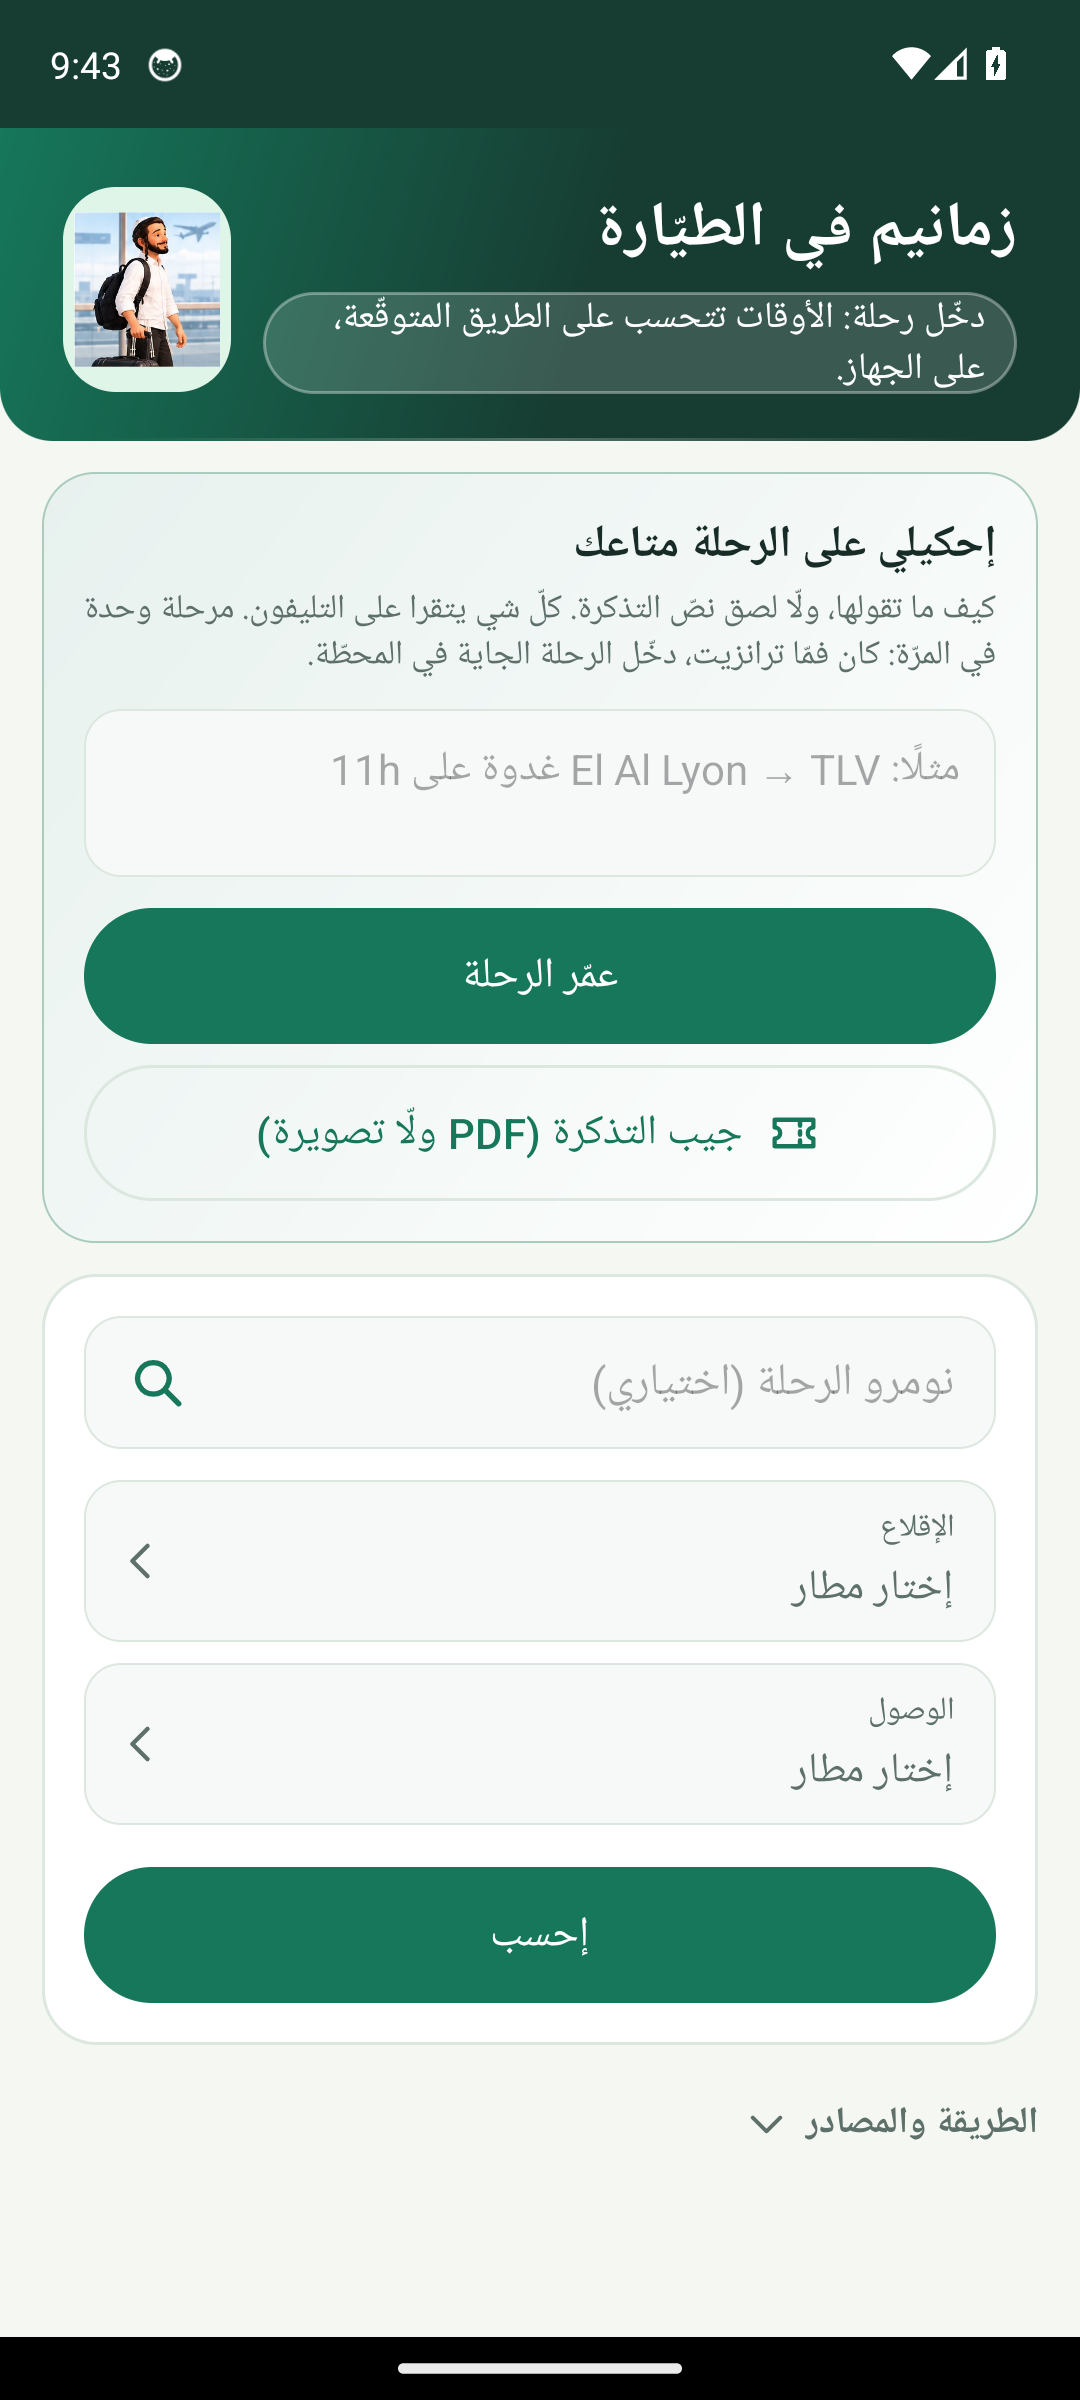 9:43
زمانيم في الطيّارة
دخّل رحلة: الأوقات تتحسب على الطريق المتوقّعة،
على الجهاز.
إحكيلي على الرحلة متاعك
كيف ما تقولها، ولّا لصق نصّ التذكرة. كلّ شي يتقرا على التليفون. مرحلة وحدة
في المرّة: كان فمّا ترانزيت، دخّل الرحلة الجاية في المحطّة.
مثلًا: El Al Lyon → TLV غدوة على 11h
عمّر الرحلة
جيب التذكرة (PDF ولّا تصويرة)
نومرو الرحلة (اختياري)
الإقلاع
إختار مطار
الوصول
إختار مطار
إحسب
الطريقة والمصادر